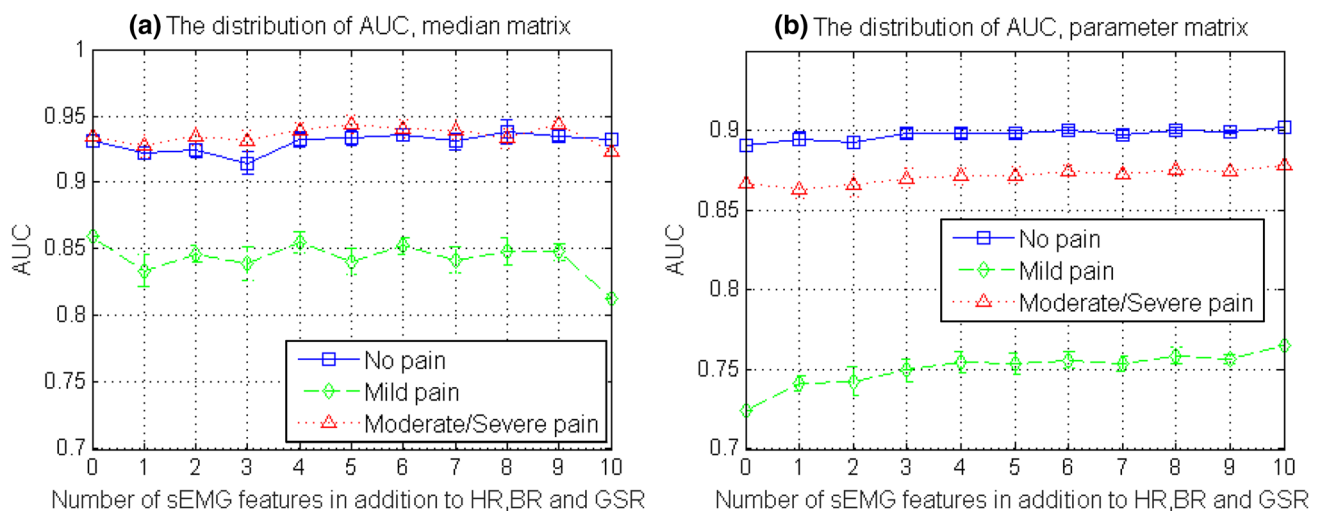 (a) The distribution of AUC, median matrix
1
0.95
0.9
0.85
0.8
0.75
0.7
AUC
No pain
Mild pain
Moderate/Severe pain
0 1 2 3 4 5 6 7 8 9 10
Number of sEMG features in addition to HR,BR and GSR
(b) The distribution of AUC, parameter matrix
0.9
0.85
0.8
0.75
0.7
AUC
No pain
Mild pain
Moderate/Severe pain
0 1 2 3 4 5 6 7 8 9 10
Number of sEMG features in addition to HR,BR and GSR